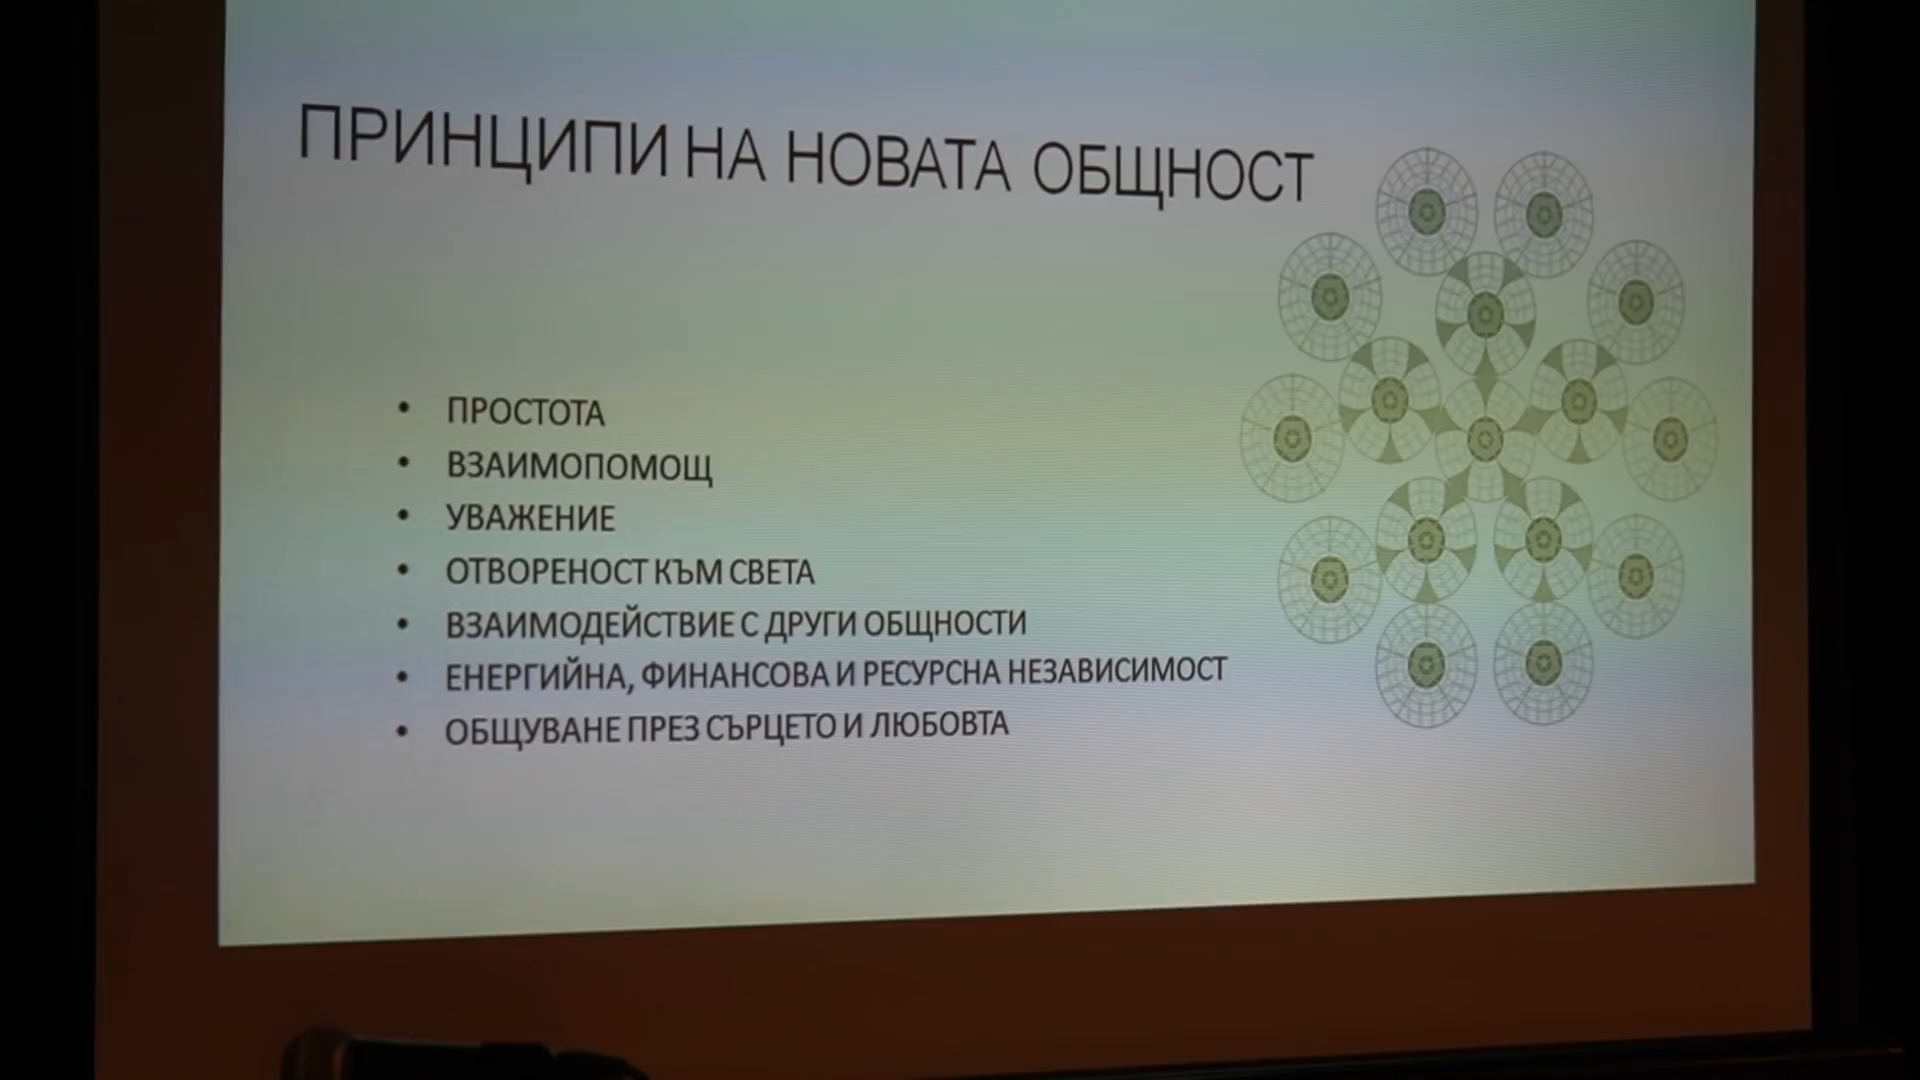 ПРИНЦИПИ НА НОВАТА ОБЩНОСТ
• ПРОСТОТА
• ВЗАИМОПОМОЩ
• УВАЖЕНИЕ
• ОТВОРЕНОСТ КЪМ СВЕТА
• ВЗАИМОДЕЙСТВИЕ С ДРУГИ ОБЩНОСТИ
• ЕНЕРГИЙНА, ФИНАНСОВА И РЕСУРСНА НЕЗАВИСИМОСТ
• ОБЩУВАНЕ ПРЕЗ СЪРЦЕТО И ЛЮБОВТА